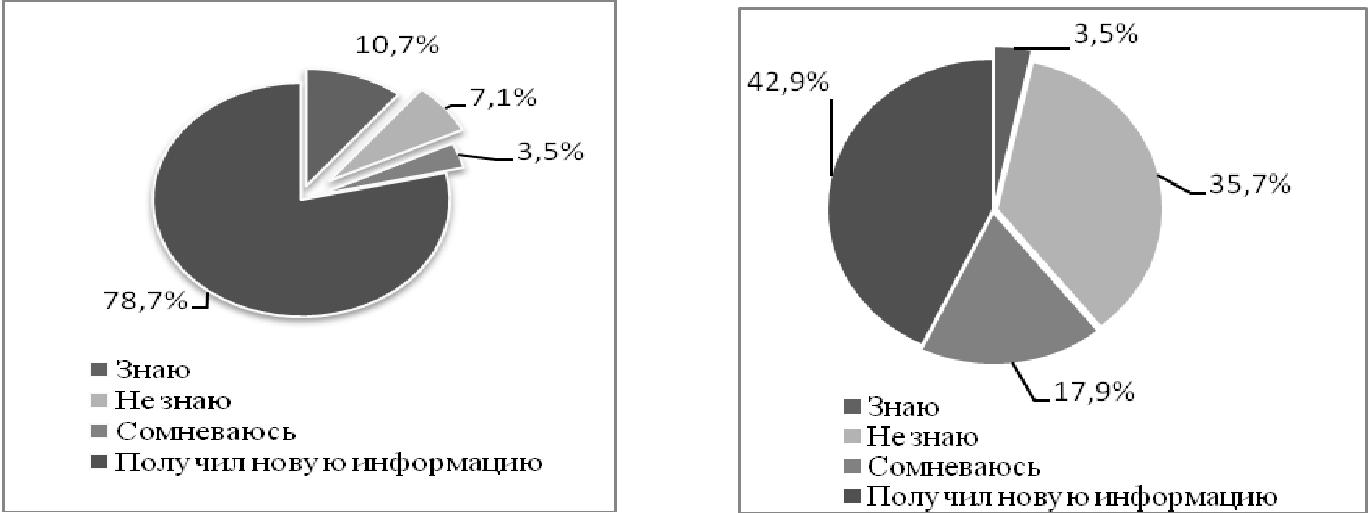 10,7%
7,1%
3,5%
78,7%
Знаю
Не знаю
Сомневаюсь
Получил новую информацию
3,5%
42,9%
35,7%
17,9%
Знаю
Не знаю
Сомневаюсь
Получил новую информацию